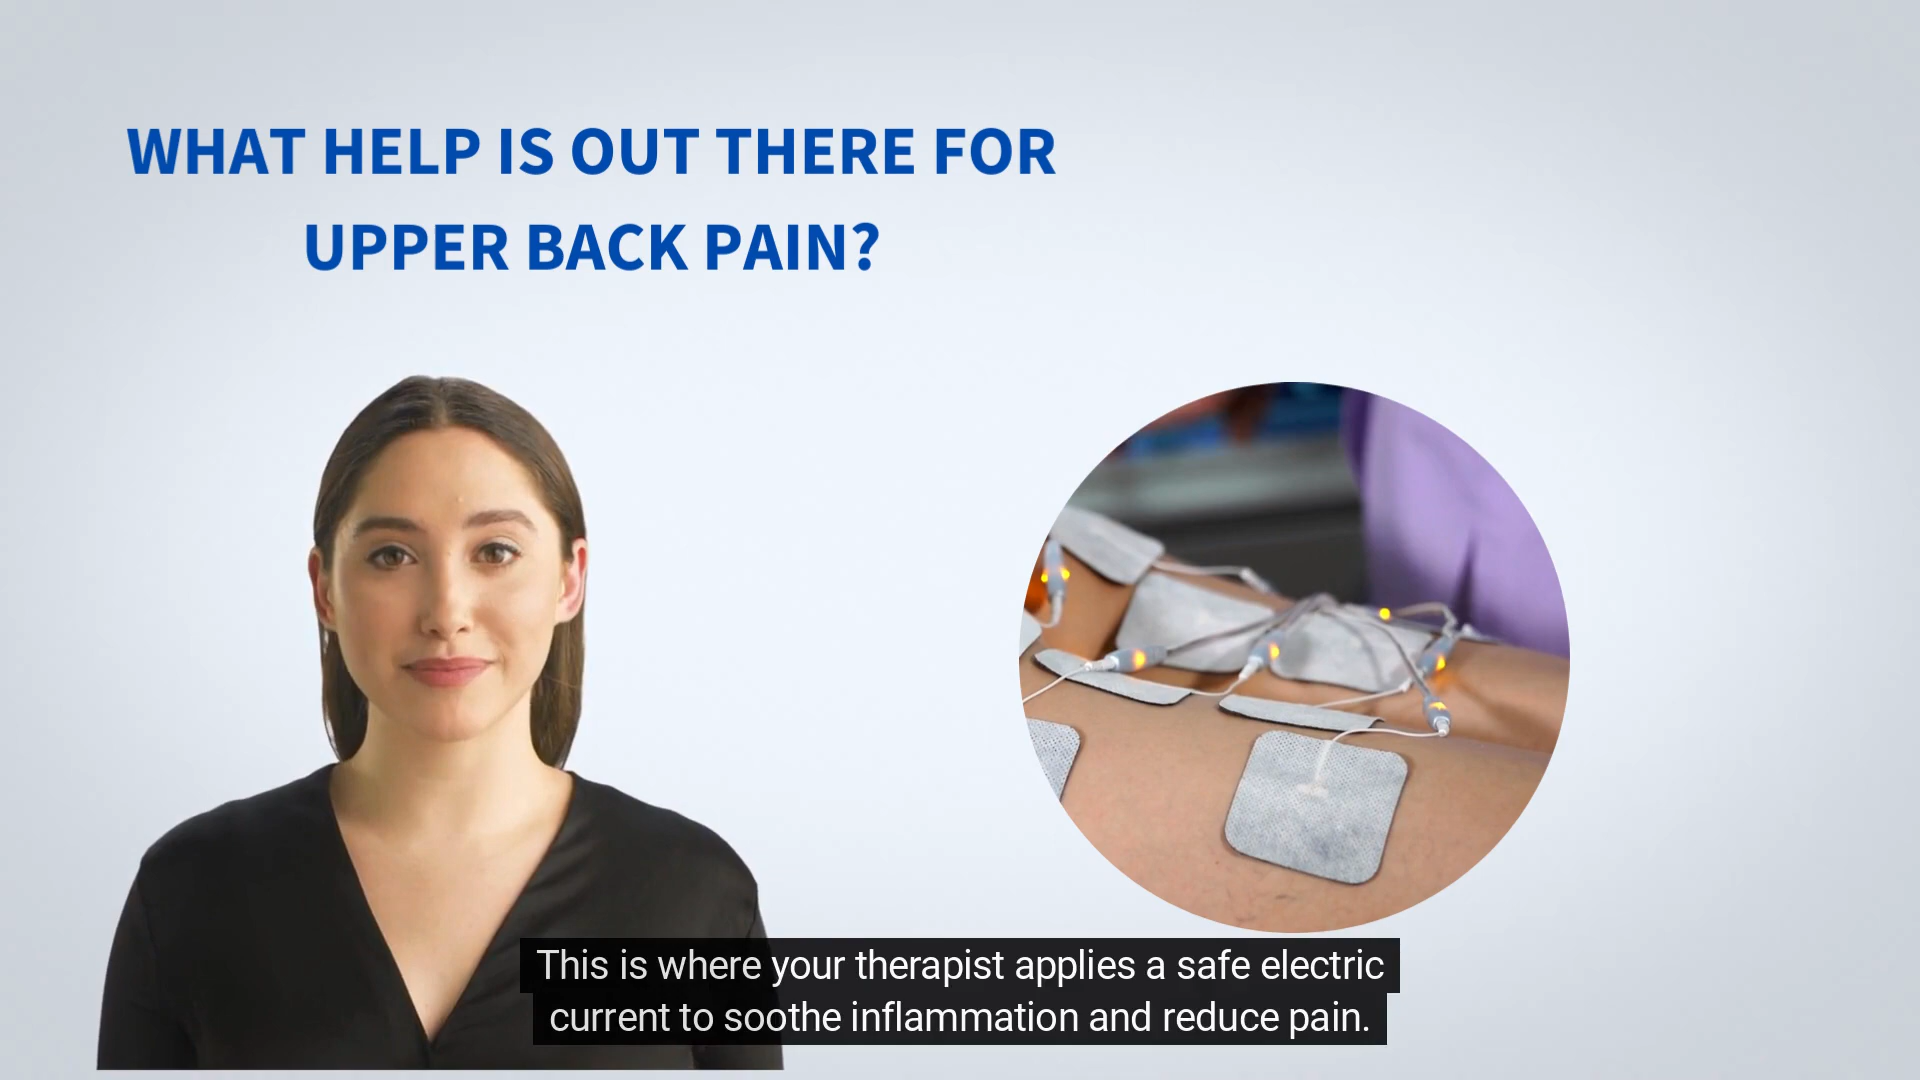 WHAT HELP IS OUT THERE FOR
UPPER BACK PAIN?
This is where your therapist applies a safe electric
current to soothe inflammation and reduce pain.